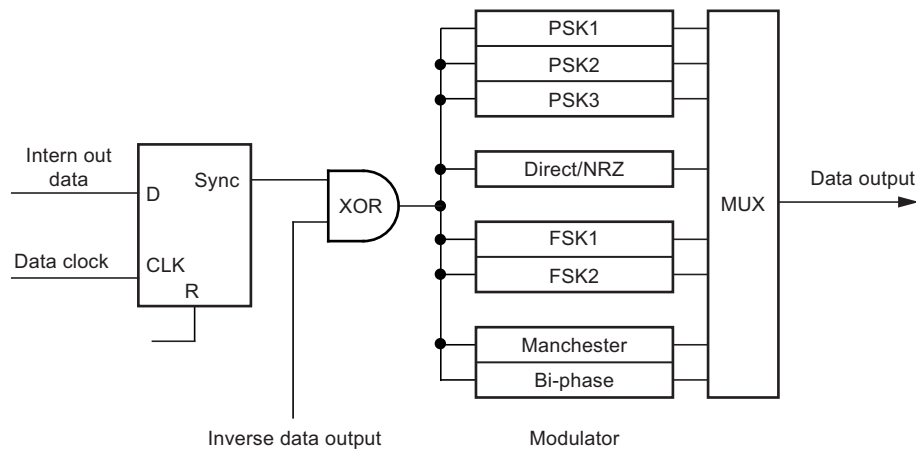 PSK1
PSK2
PSK3
Intern out
data
D
Sync
XOR
Direct/NRZ
MUX
Data output
Data clock
CLK
R
FSK1
FSK2
Manchester
Bi-phase
Inverse data output
Modulator